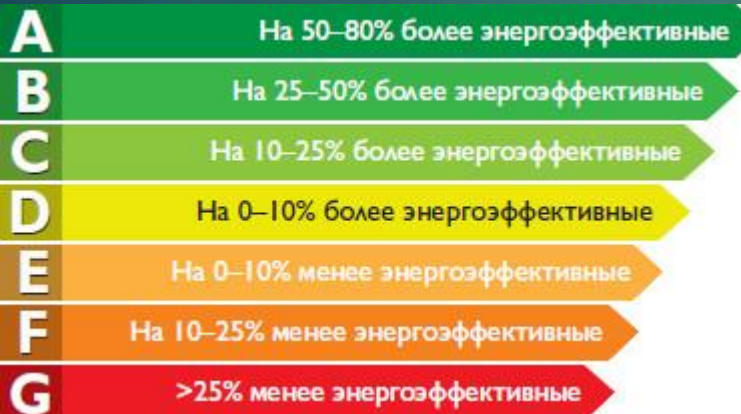 A На 50–80% более энергоэффективные
B На 25–50% более энергоэффективные
C На 10–25% более энергоэффективные
D На 0–10% более энергоэффективные
E На 0–10% менее энергоэффективные
F На 10–25% менее энергоэффективные
G >25% менее энергоэффективные